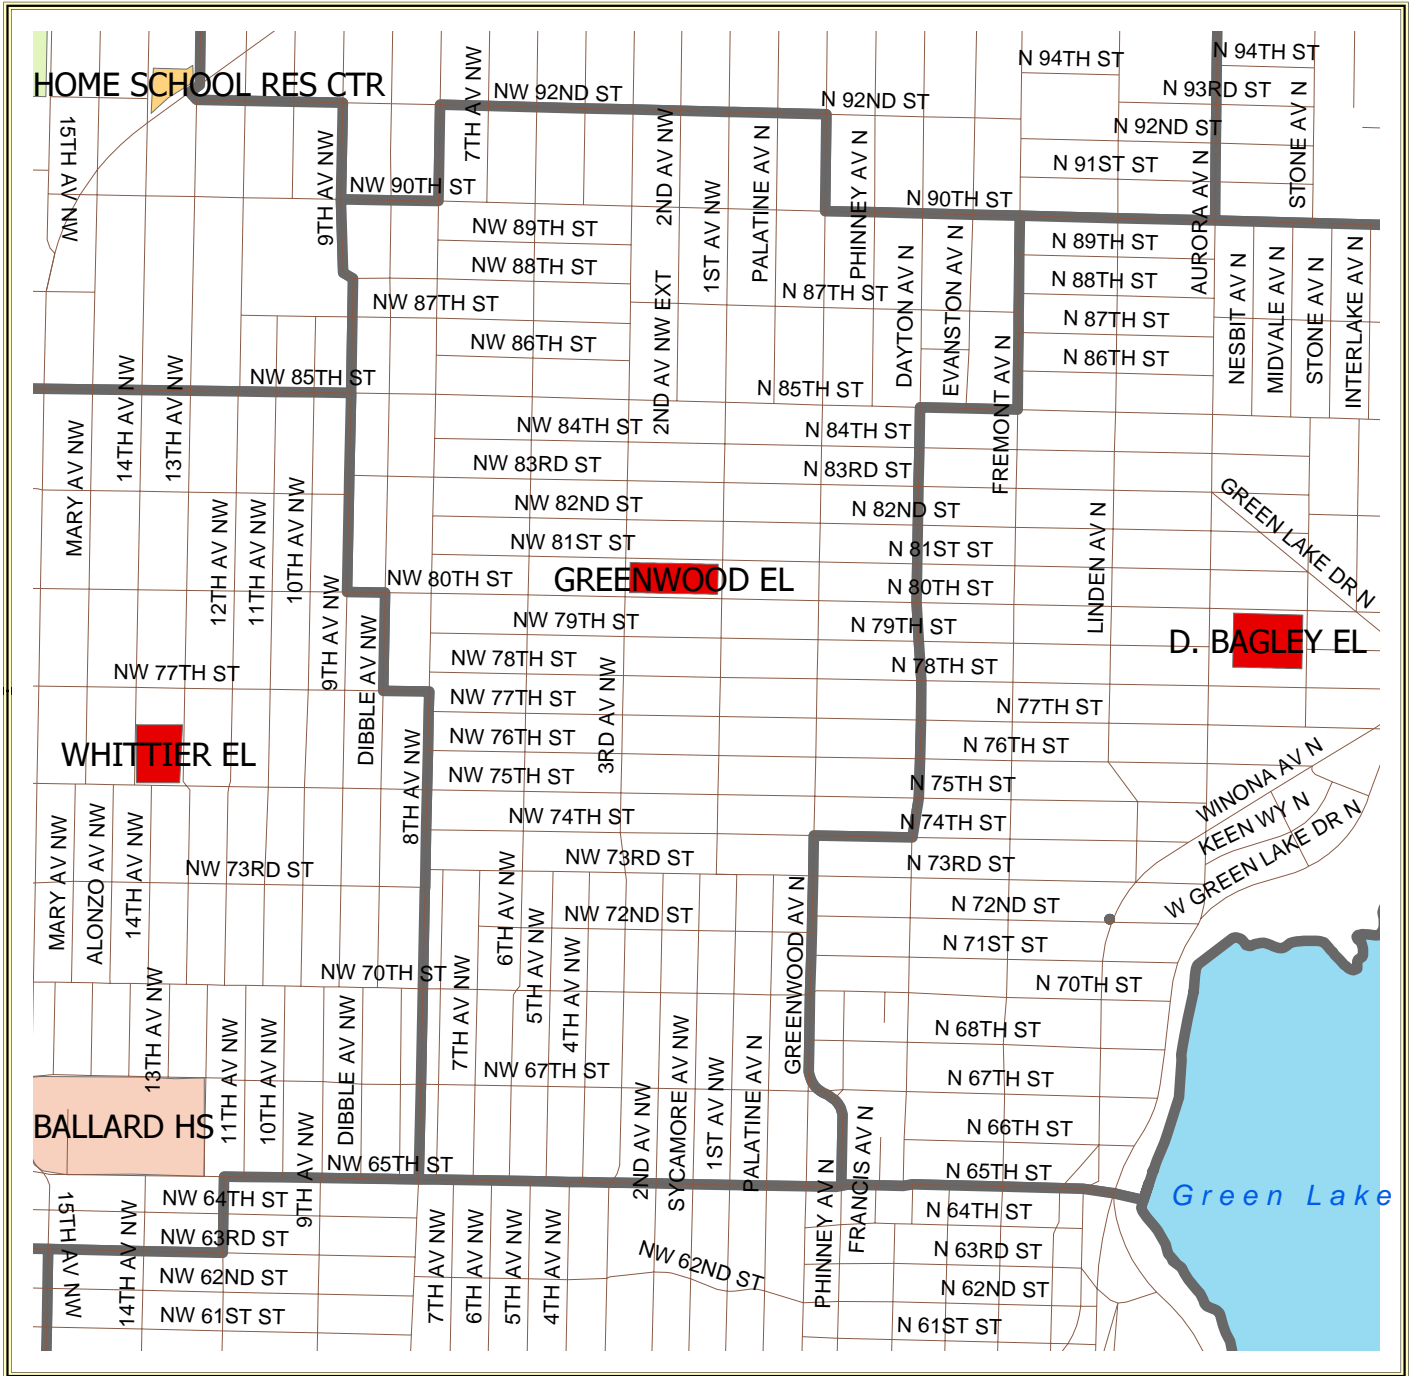 N 94TH ST
N 94TH ST
HOME SCHOOL RES CTR
7TH AV NW
NW 92ND ST
N 92ND ST
N 93RD ST
STONE AV N
15TH AV NW
9TH AV NW
2ND AV NW
PALATINE AV N
PHINNEY AV N
N 92ND ST
N 91ST ST
AURORA AV N
NW 90TH ST
1ST AV NW
N 90TH ST
NW 89TH ST
N 89TH ST
DAYTON AV N
EVANSTON AV N
NESBIT AV N
MIDVALE AV N
STONE AV N
INTERLAKE AV N
NW 88TH ST
N 88TH ST
2ND AV NW EXT
N 87TH ST
NW 87TH ST
N 87TH ST
NW 86TH ST
N 86TH ST
FREMONT AV N
14TH AV NW
13TH AV NW
NW 85TH ST
N 85TH ST
2ND AV NW
MARY AV NW
NW 84TH ST
N 84TH ST
NW 83RD ST
N 83RD ST
12TH AV NW
11TH AV NW
10TH AV NW
NW 82ND ST
N 82ND ST
LINDEN AV N
GREEN LAKE DR N
NW 81ST ST
N 81ST ST
NW 80TH ST
GREENWOOD EL
N 80TH ST
9TH AV NW
DIBBLE AV NW
NW 79TH ST
N 79TH ST
D. BAGLEY EL
NW 78TH ST
3RD AV NW
N 78TH ST
NW 77TH ST
NW 77TH ST
N 77TH ST
WHITTIER EL
8TH AV NW
NW 76TH ST
N 76TH ST
WINONA AV N
NW 75TH ST
N 75TH ST
KEEN WY N
MARY AV NW
ALONZO AV NW
14TH AV NW
NW 74TH ST
N 74TH ST
W GREEN LAKE DR N
NW 73RD ST
6TH AV NW
NW 73RD ST
N 73RD ST
GREENWOOD AV N
5TH AV NW
NW 72ND ST
N 72ND ST
4TH AV NW
N 71ST ST
13TH AV NW
NW 70TH ST
7TH AV NW
N 70TH ST
11TH AV NW
10TH AV NW
DIBBLE AV NW
SYCAMORE AV NW
1ST AV NW
PALATINE AV N
N 68TH ST
NW 67TH ST
N 67TH ST
2ND AV NW
BALLARD HS
9TH AV NW
FRANCIS AV N
N 66TH ST
NW 65TH ST
PHINNEY AV N
N 65TH ST
15TH AV NW
14TH AV NW
NW 64TH ST
Green Lake
7TH AV NW
6TH AV NW
5TH AV NW
4TH AV NW
N 64TH ST
NW 63RD ST
NW 62ND ST
N 63RD ST
NW 62ND ST
N 62ND ST
NW 61ST ST
N 61ST ST